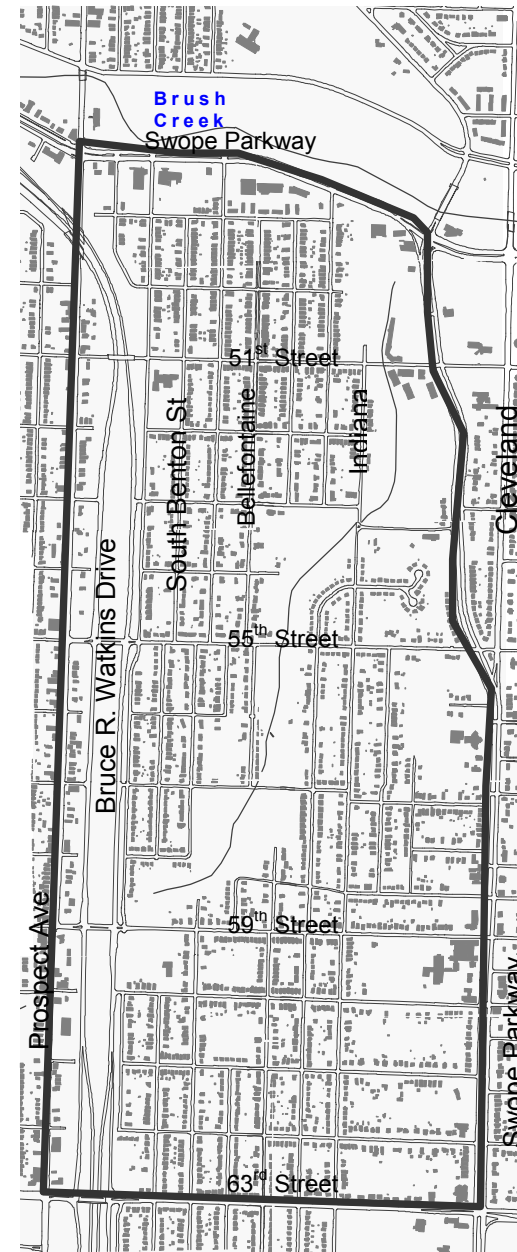 Brush
Creek
Swope Parkway
51st Street
South Benton St
Bellefontaine
Indiana
Cleveland
Bruce R. Watkins Drive
55th Street
Prospect Ave
59th Street
Swope Parkway
63rd Street